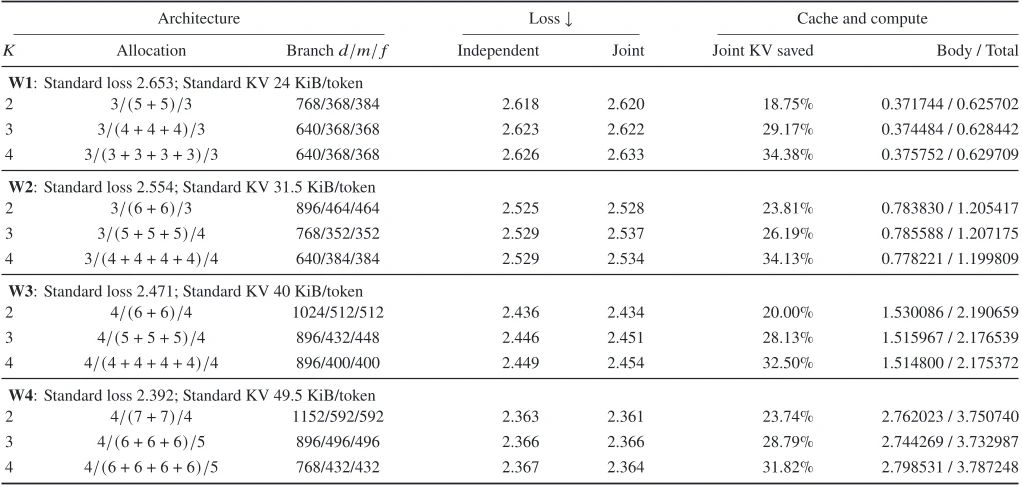 Architecture Loss ↓ Cache and compute
K Allocation Branch d/m/f Independent Joint Joint KV saved Body / Total
W1: Standard loss 2.653; Standard KV 24 KiB/token
2 3/(5 + 5)/3 768/368/384 2.618 2.620 18.75% 0.371744 / 0.625702
3 3/(4 + 4 + 4)/3 640/368/368 2.623 2.622 29.17% 0.374484 / 0.628442
4 3/(3 + 3 + 3 + 3)/3 640/368/368 2.626 2.633 34.38% 0.375752 / 0.629709
W2: Standard loss 2.554; Standard KV 31.5 KiB/token
2 3/(6 + 6)/3 896/464/464 2.525 2.528 23.81% 0.783830 / 1.205417
3 3/(5 + 5 + 5)/4 768/352/352 2.529 2.537 26.19% 0.785588 / 1.207175
4 3/(4 + 4 + 4 + 4)/4 640/384/384 2.529 2.534 34.13% 0.778221 / 1.199809
W3: Standard loss 2.471; Standard KV 40 KiB/token
2 4/(6 + 6)/4 1024/512/512 2.436 2.434 20.00% 1.530086 / 2.190659
3 4/(5 + 5 + 5)/4 896/432/448 2.446 2.451 28.13% 1.515967 / 2.176539
4 4/(4 + 4 + 4 + 4)/4 896/400/400 2.449 2.454 32.50% 1.514800 / 2.175372
W4: Standard loss 2.392; Standard KV 49.5 KiB/token
2 4/(7 + 7)/4 1152/592/592 2.363 2.361 23.74% 2.762023 / 3.750740
3 4/(6 + 6 + 6)/5 896/496/496 2.366 2.366 28.79% 2.744269 / 3.732987
4 4/(6 + 6 + 6 + 6)/5 768/432/432 2.367 2.364 31.82% 2.798531 / 3.787248